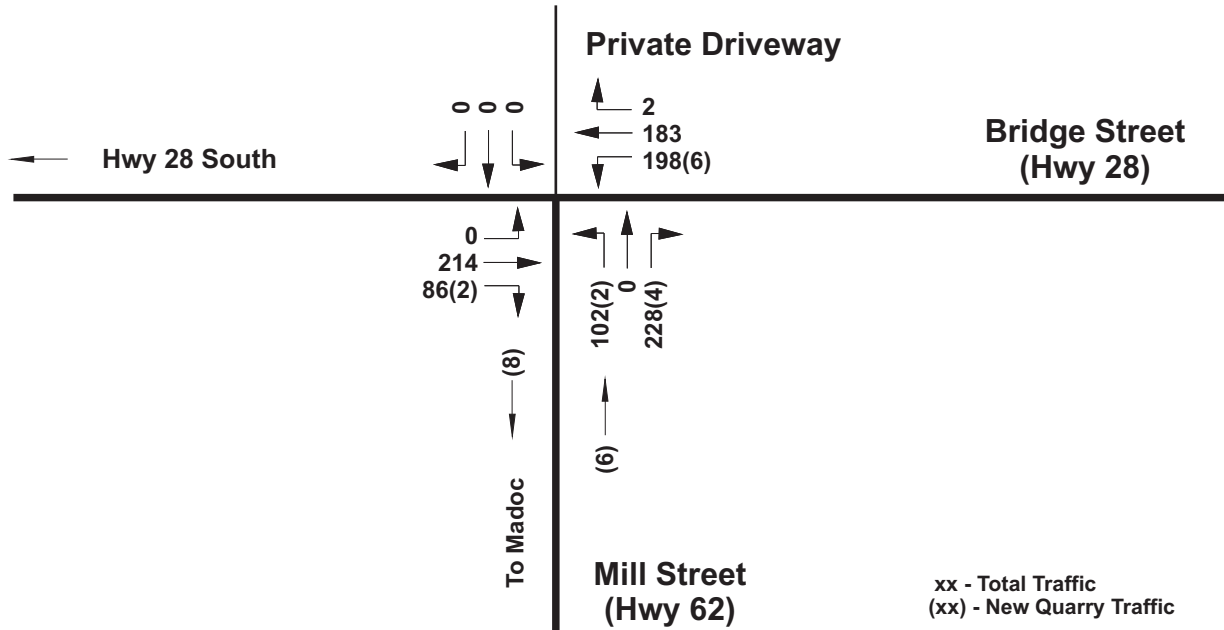 Private Driveway
0 0 0
2
183
198(6)
Hwy 28 South
Bridge Street
(Hwy 28)
0
214
86(2)
102(2)
0
228(4)
(8)
(6)
To Madoc
Mill Street
(Hwy 62)
xx - Total Traffic
(xx) - New Quarry Traffic